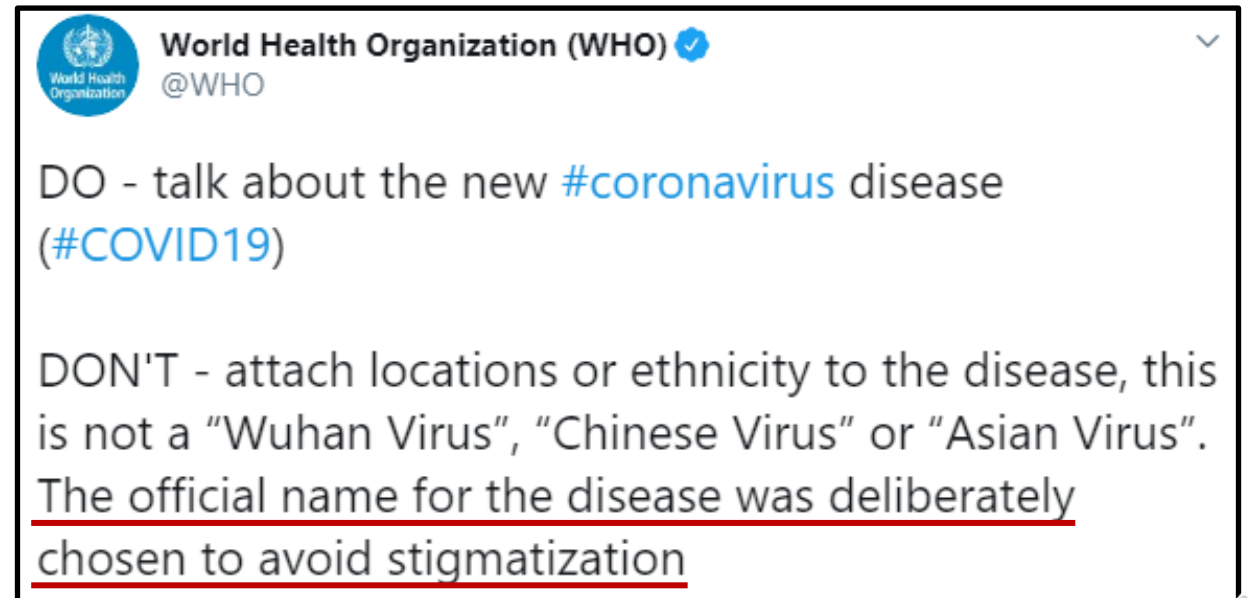 World Health Organization (WHO)
@WHO
World Health
Organization
DO - talk about the new #coronavirus disease
(#COVID19)
DON'T - attach locations or ethnicity to the disease, this
is not a “Wuhan Virus”, “Chinese Virus” or “Asian Virus”.
The official name for the disease was deliberately
chosen to avoid stigmatization